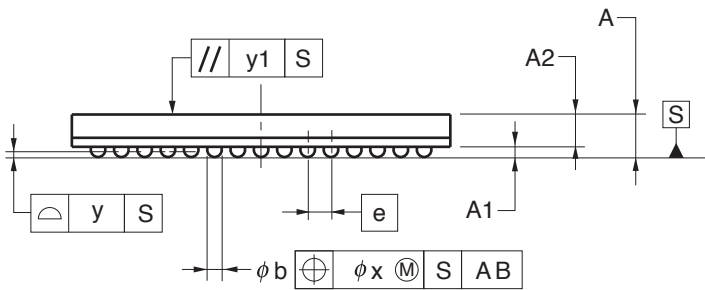 A
// y1 S
A2
S
⌓ y S
e
A1
φb ⌖ φx Ⓜ S AB